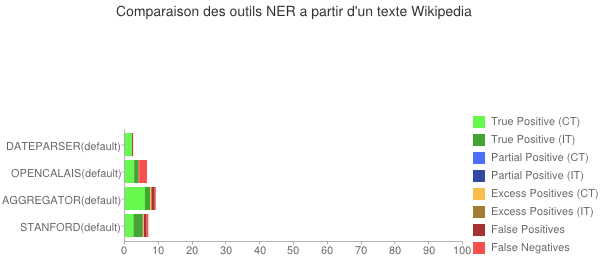 Comparaison des outils NER a partir d'un texte Wikipedia
DATEPARSER(default)
OPENCALAIS(default)
AGGREGATOR(default)
STANFORD(default)
0 10 20 30 40 50 60 70 80 90 100
True Positive (CT)
True Positive (IT)
Partial Positive (CT)
Partial Positive (IT)
Excess Positives (CT)
Excess Positives (IT)
False Positives
False Negatives